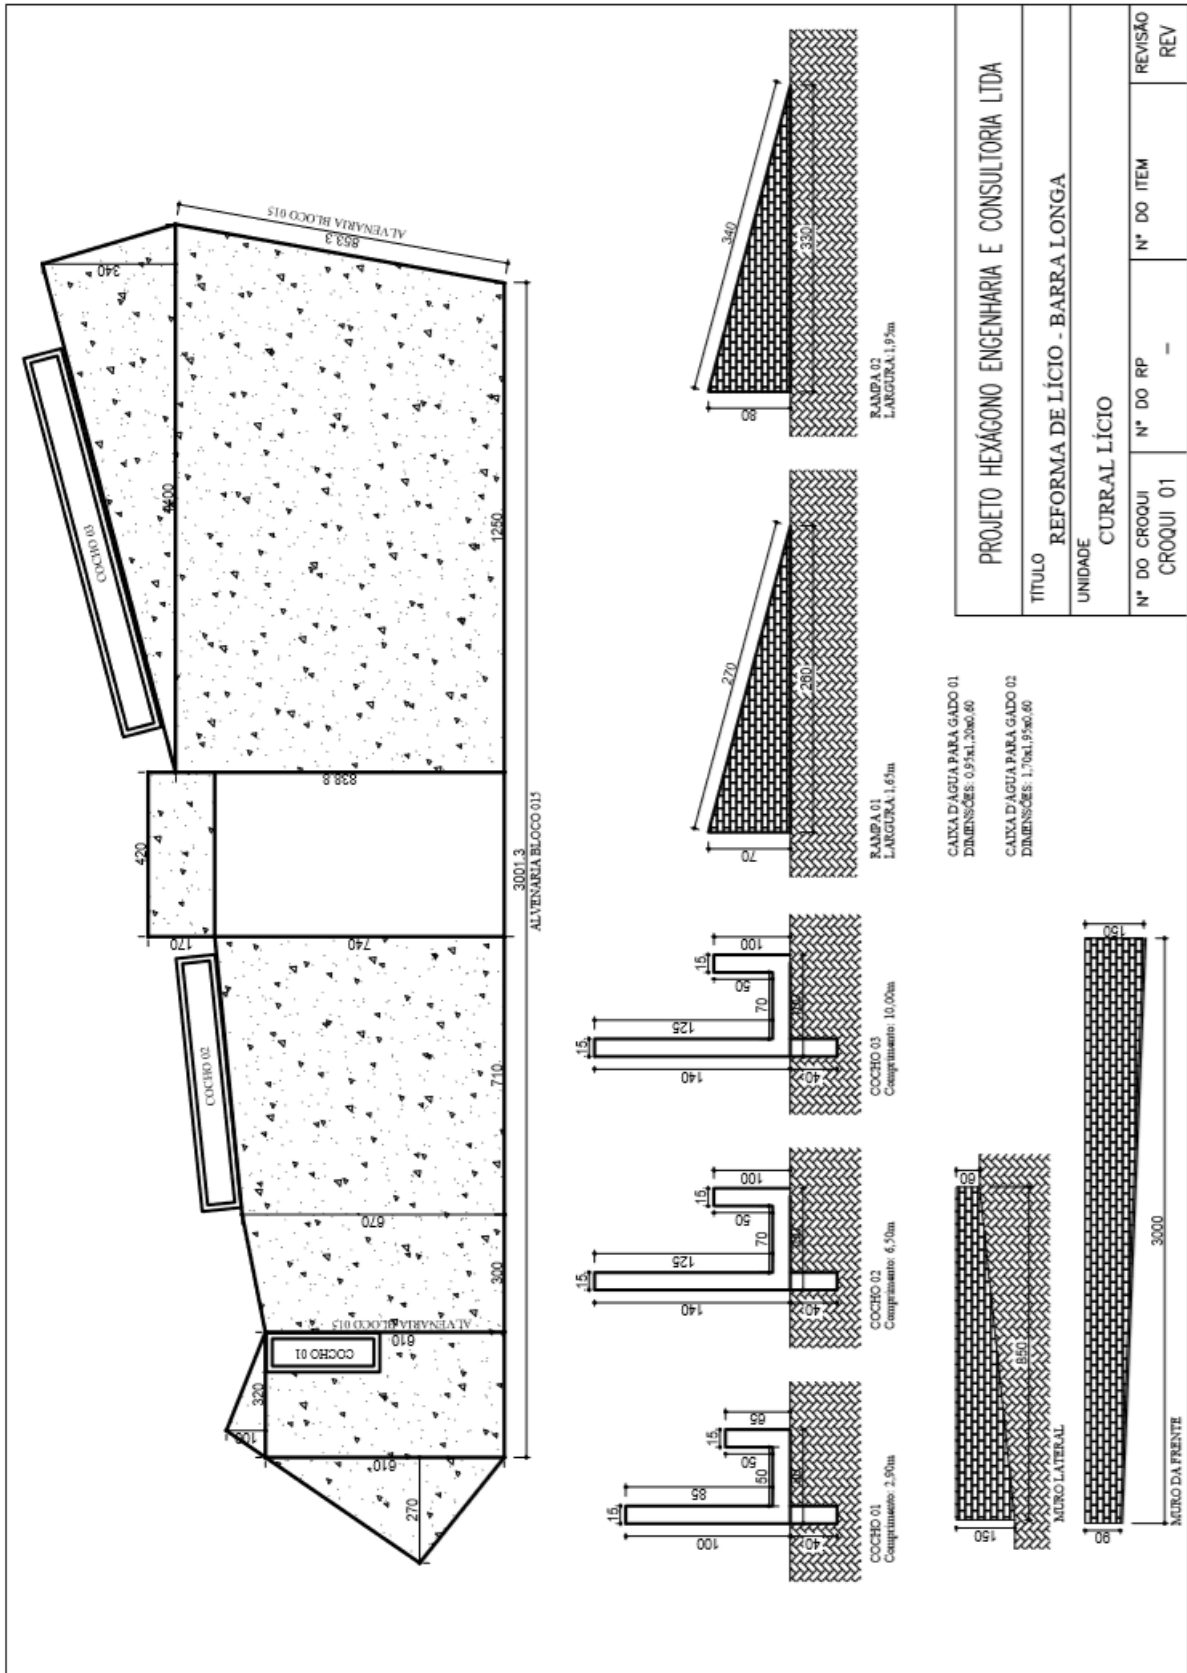 340
ALVENARIA BLOCO 015
853.3
COCHO 03
1400
1250
838.8
420
3001.3
ALVENARIA BLOCO 015
170
740
COCHO 02
710
670
300
ALVENARIA BLOCO 015
610
COCHO 01
320
100
610
270
15
85
100
50
50
15
65
40
COCHO 01
Comprimento: 2,90m
15
125
140
70
50
15
100
40
COCHO 02
Comprimento: 6,50m
15
125
140
70
50
15
100
40
COCHO 03
Comprimento: 10,00m
270
70
260
RAMPA 01
LARGURA:1,65m
340
80
330
RAMPA 02
LARGURA:1,95m
150
60
850
MURO LATERAL
90
150
3000
MURO DA FRENTE
CAIXA D'AGUA PARA GADO 01
DIMENSÕES: 0,95x1,20x0,60
CAIXA D'AGUA PARA GADO 02
DIMENSÕES: 1,70x1,95x0,60
PROJETO HEXÁGONO ENGENHARIA E CONSULTORIA LTDA
TÍTULO
REFORMA DE LÍCIO - BARRA LONGA
UNIDADE
CURRAL LÍCIO
N° DO CROQUI N° DO RP N° DO ITEM REVISÃO
CROQUI 01 – REV